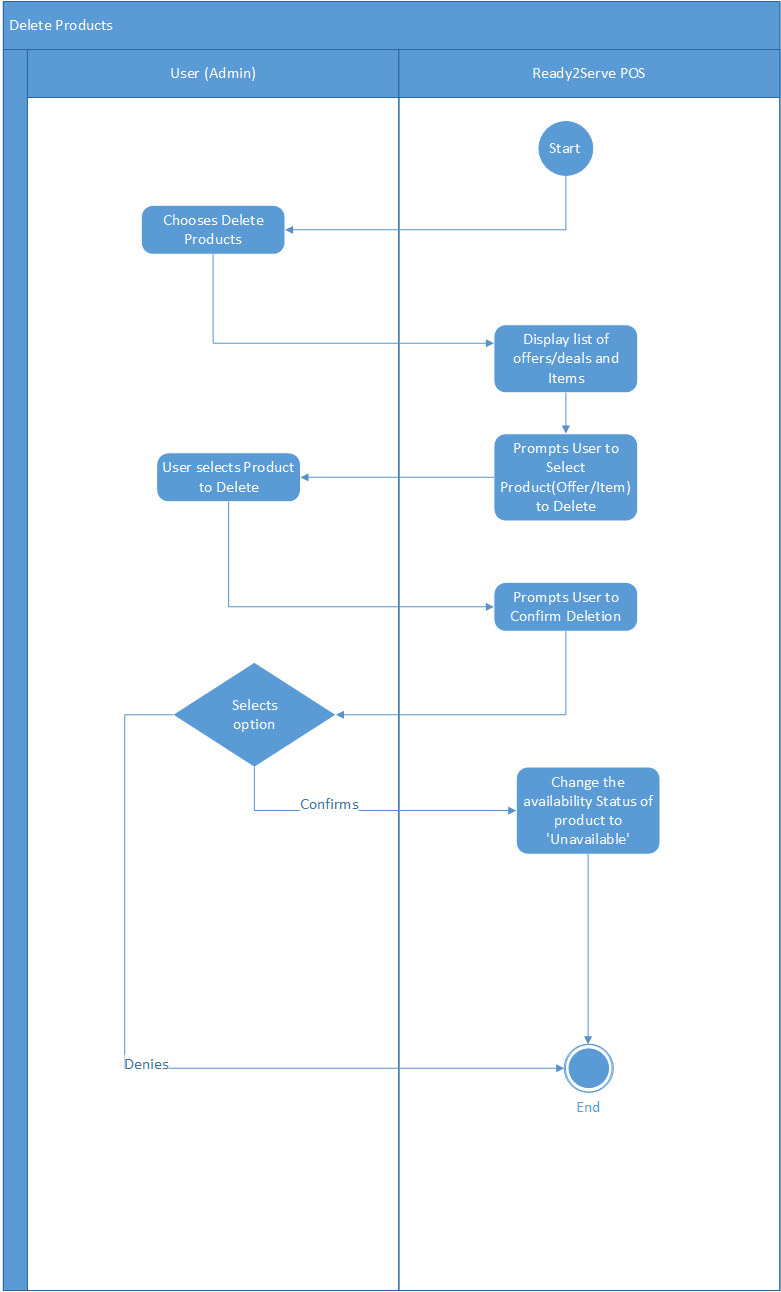 Delete Products
User (Admin)
Ready2Serve POS
Start
Chooses Delete
Products
Display list of
offers/deals and
Items
Prompts User to
Select
Product(Offer/Item)
to Delete
User selects Product
to Delete
Prompts User to
Confirm Deletion
Selects
option
Confirms
Change the
availability Status of
product to
'Unavailable'
Denies
End